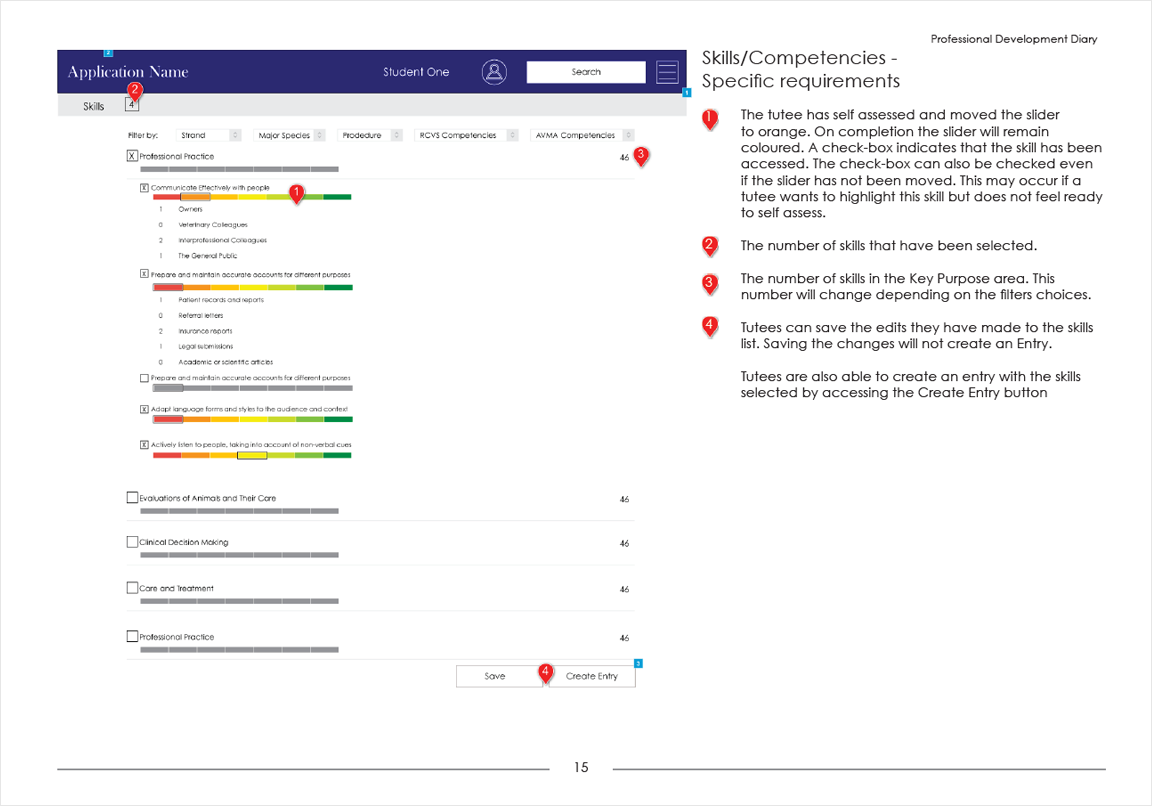 Professional Development Diary
2
Application Name
Student One
Search
1
Skills
2
4
Filter by:
Strand
Major Species
Prodedure
RCVS Competencies
AVMA Competencies
X Professional Practice
46
3
X Communicate Effectively with people
1
1 Owners
0 Veterinary Colleagues
2 Interprofessional Colleagues
1 The General Public
X Prepare and maintain accurate accounts for different purposes
1 Patient records and reports
0 Referral letters
2 Insurance reports
1 Legal submissions
0 Academic or scientific articles
Prepare and maintain accurate accounts for different purposes
X Adapt language forms and styles to the audience and context
X Actively listen to people, taking into account of non-verbal cues
Evaluations of Animals and Their Care 46
Clinical Decision Making 46
Care and Treatment 46
Professional Practice 46
3
Save
4
Create Entry
Skills/Competencies -
Specific requirements
1 The tutee has self assessed and moved the slider
to orange. On completion the slider will remain
coloured. A check-box indicates that the skill has been
accessed. The check-box can also be checked even
if the slider has not been moved. This may occur if a
tutee wants to highlight this skill but does not feel ready
to self assess.
2 The number of skills that have been selected.
3 The number of skills in the Key Purpose area. This
number will change depending on the filters choices.
4 Tutees can save the edits they have made to the skills
list. Saving the changes will not create an Entry.
Tutees are also able to create an entry with the skills
selected by accessing the Create Entry button
15